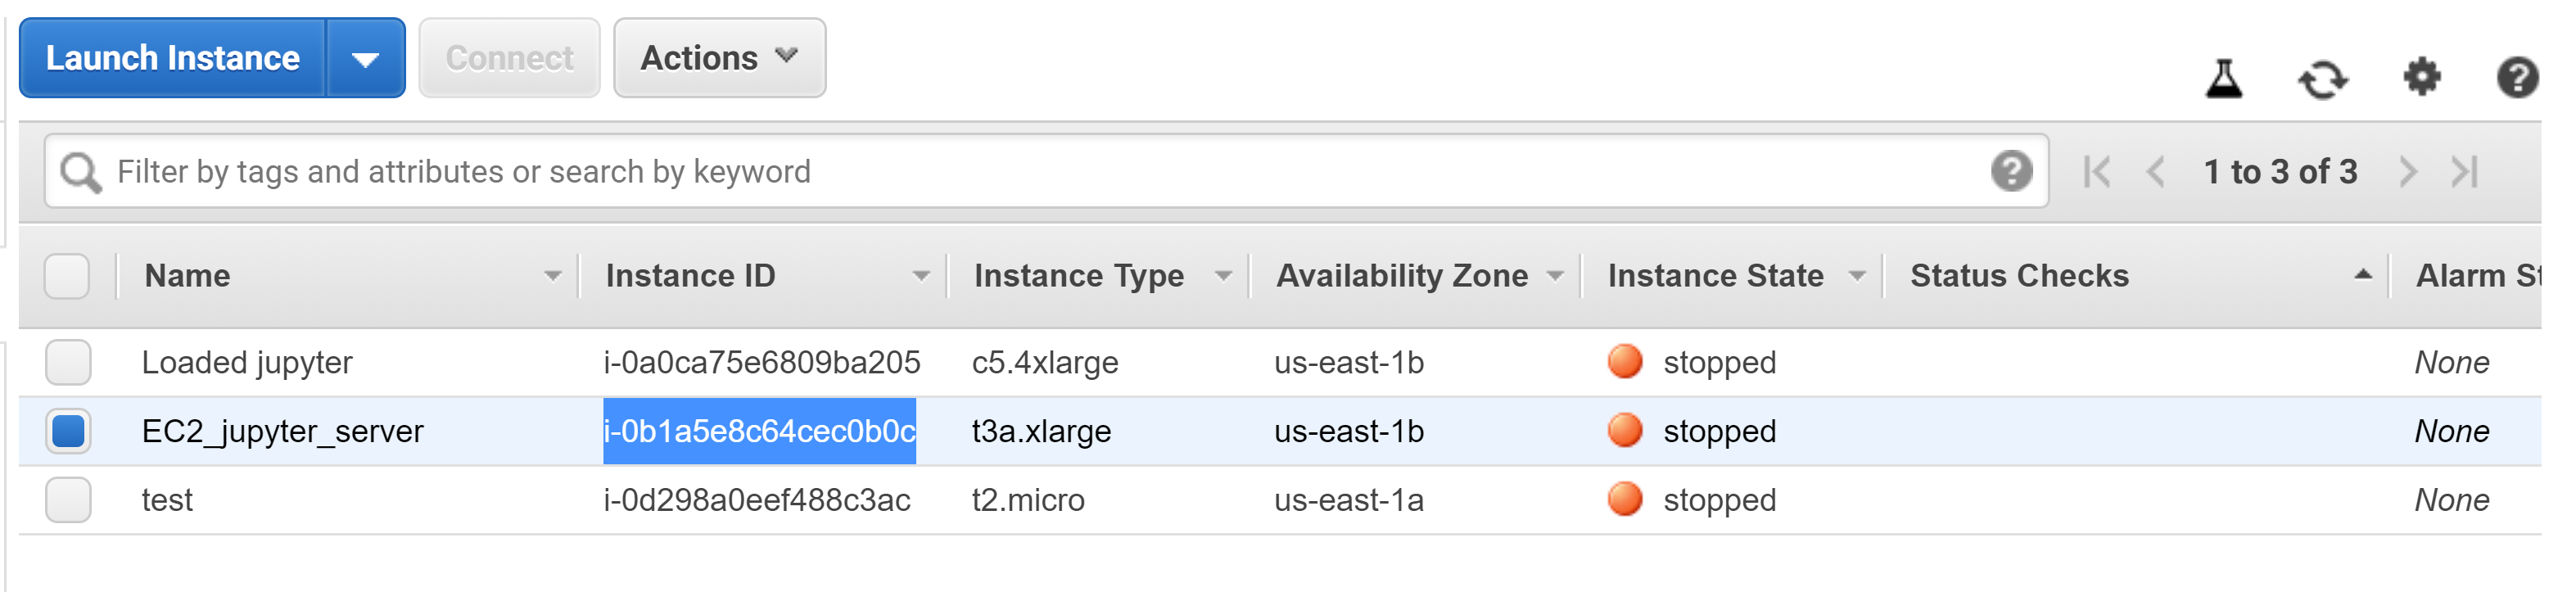 Launch Instance Connect Actions
Filter by tags and attributes or search by keyword 1 to 3 of 3
Name Instance ID Instance Type Availability Zone Instance State Status Checks Alarm St
Loaded jupyter i-0a0ca75e6809ba205 c5.4xlarge us-east-1b stopped None
EC2_jupyter_server i-0b1a5e8c64cec0b0c t3a.xlarge us-east-1b stopped None
test i-0d298a0eef488c3ac t2.micro us-east-1a stopped None